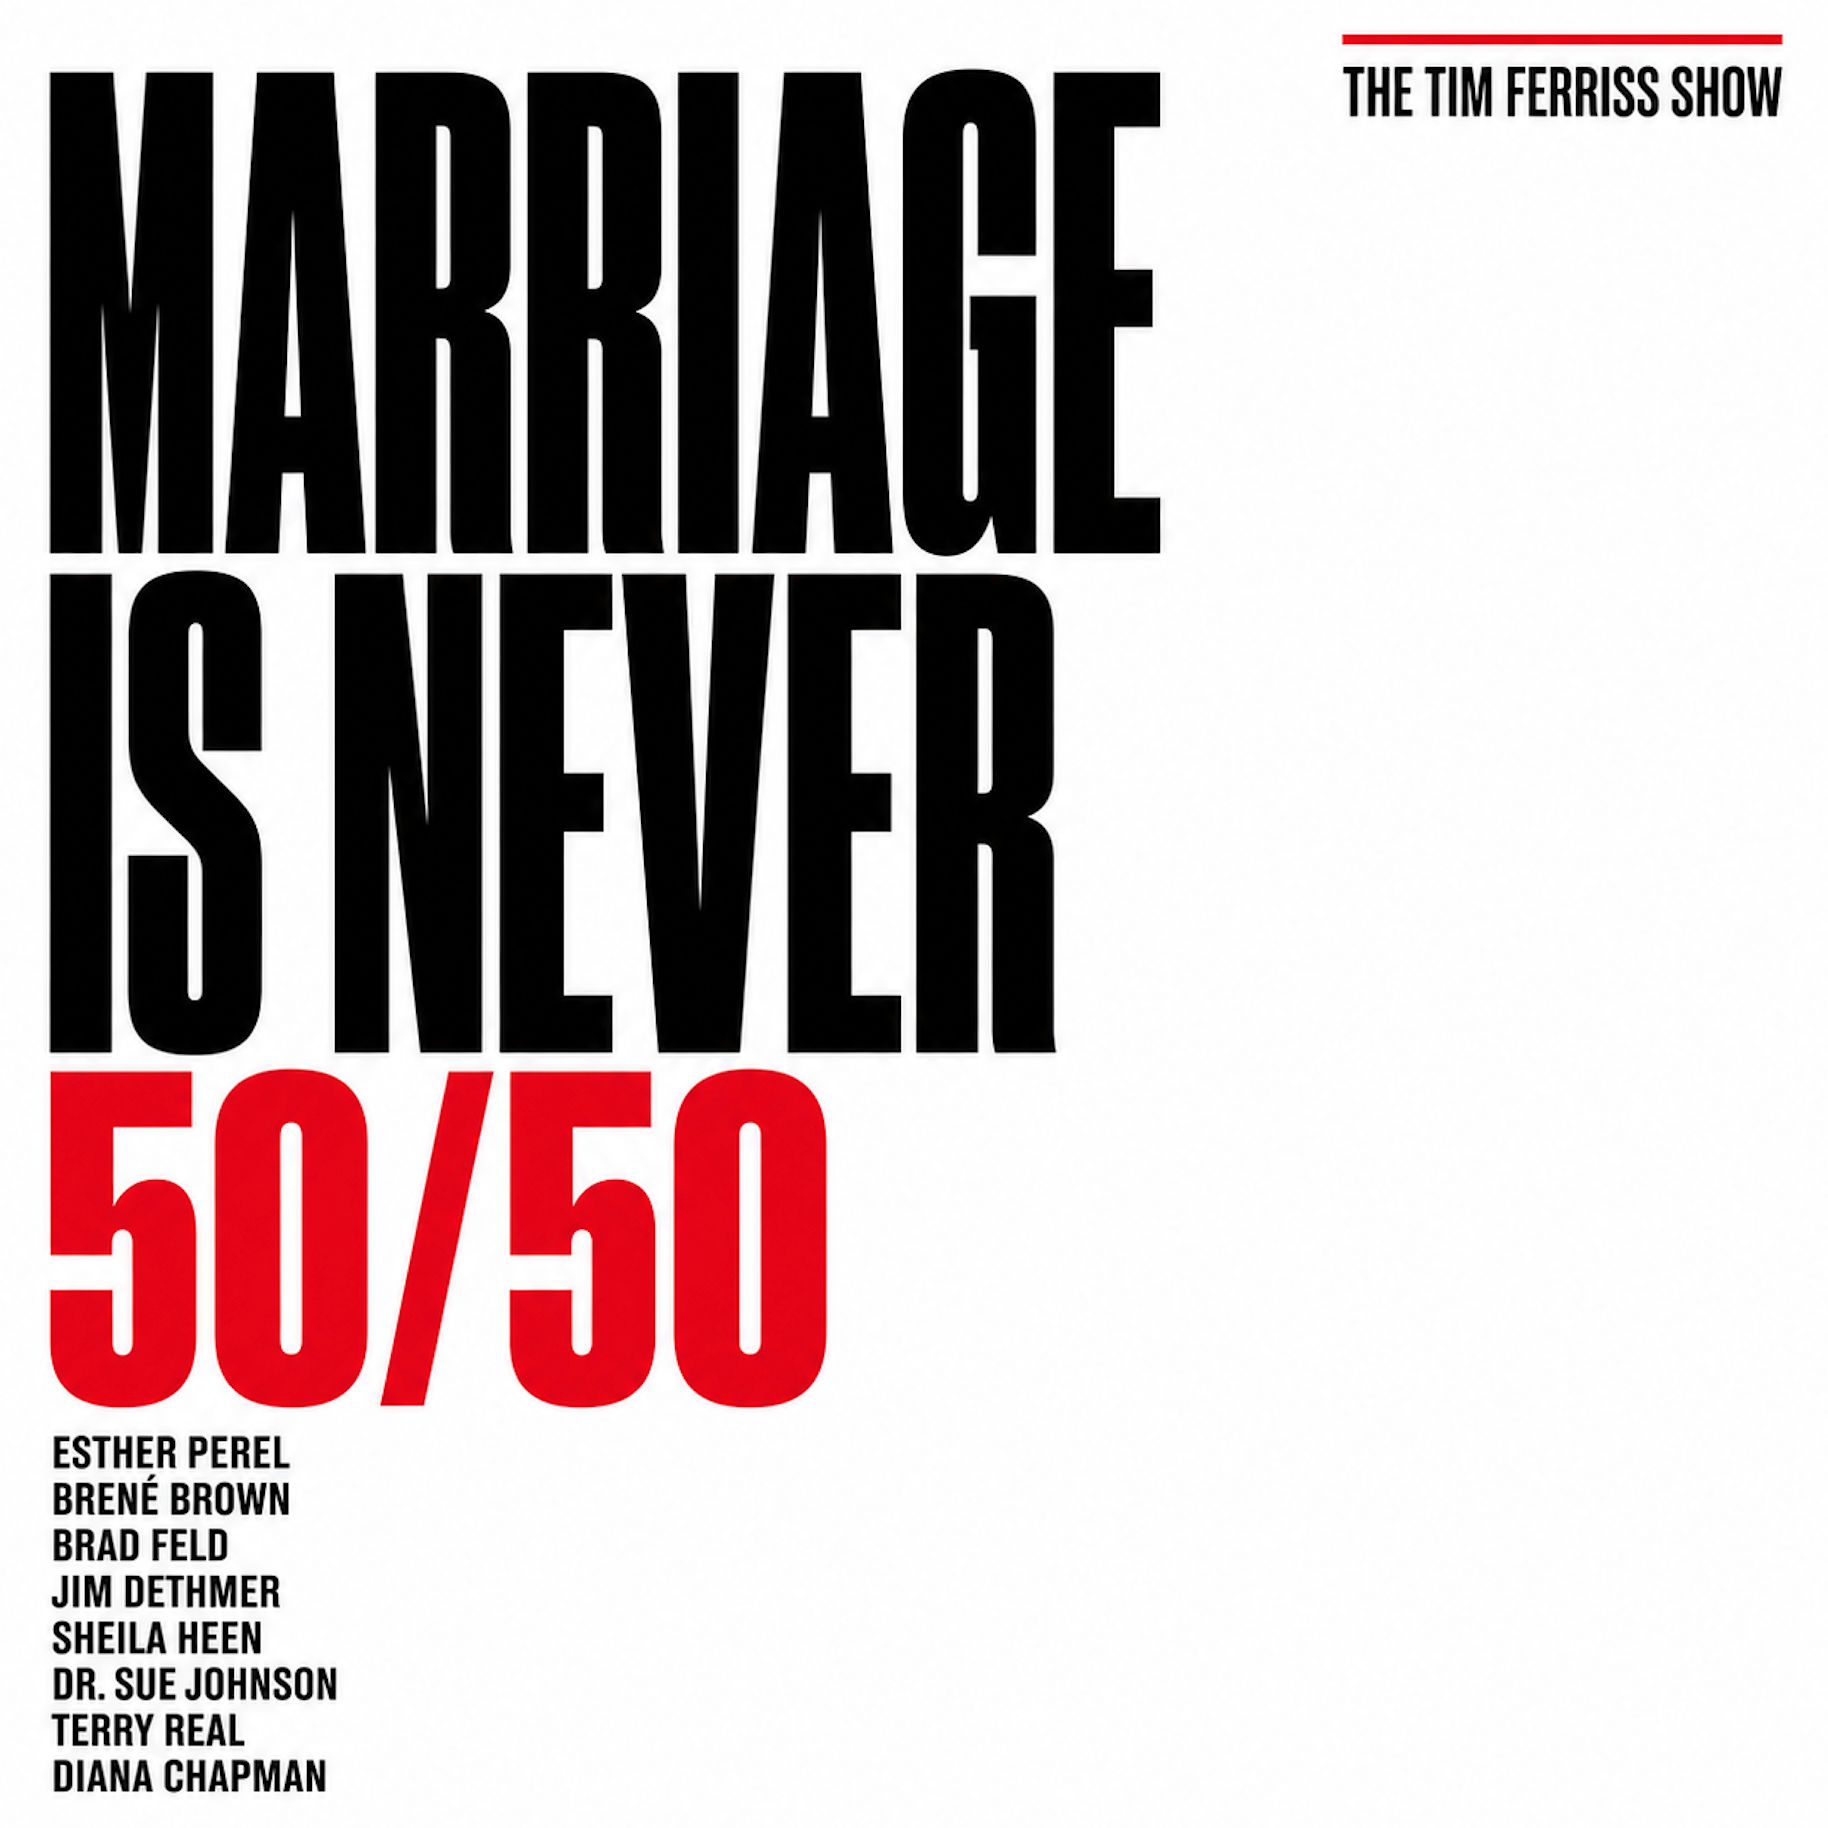 THE TIM FERRISS SHOW
MARRIAGE
IS NEVER
50/50
ESTHER PEREL
BRENÉ BROWN
BRAD FELD
JIM DETHMER
SHEILA HEEN
DR. SUE JOHNSON
TERRY REAL
DIANA CHAPMAN